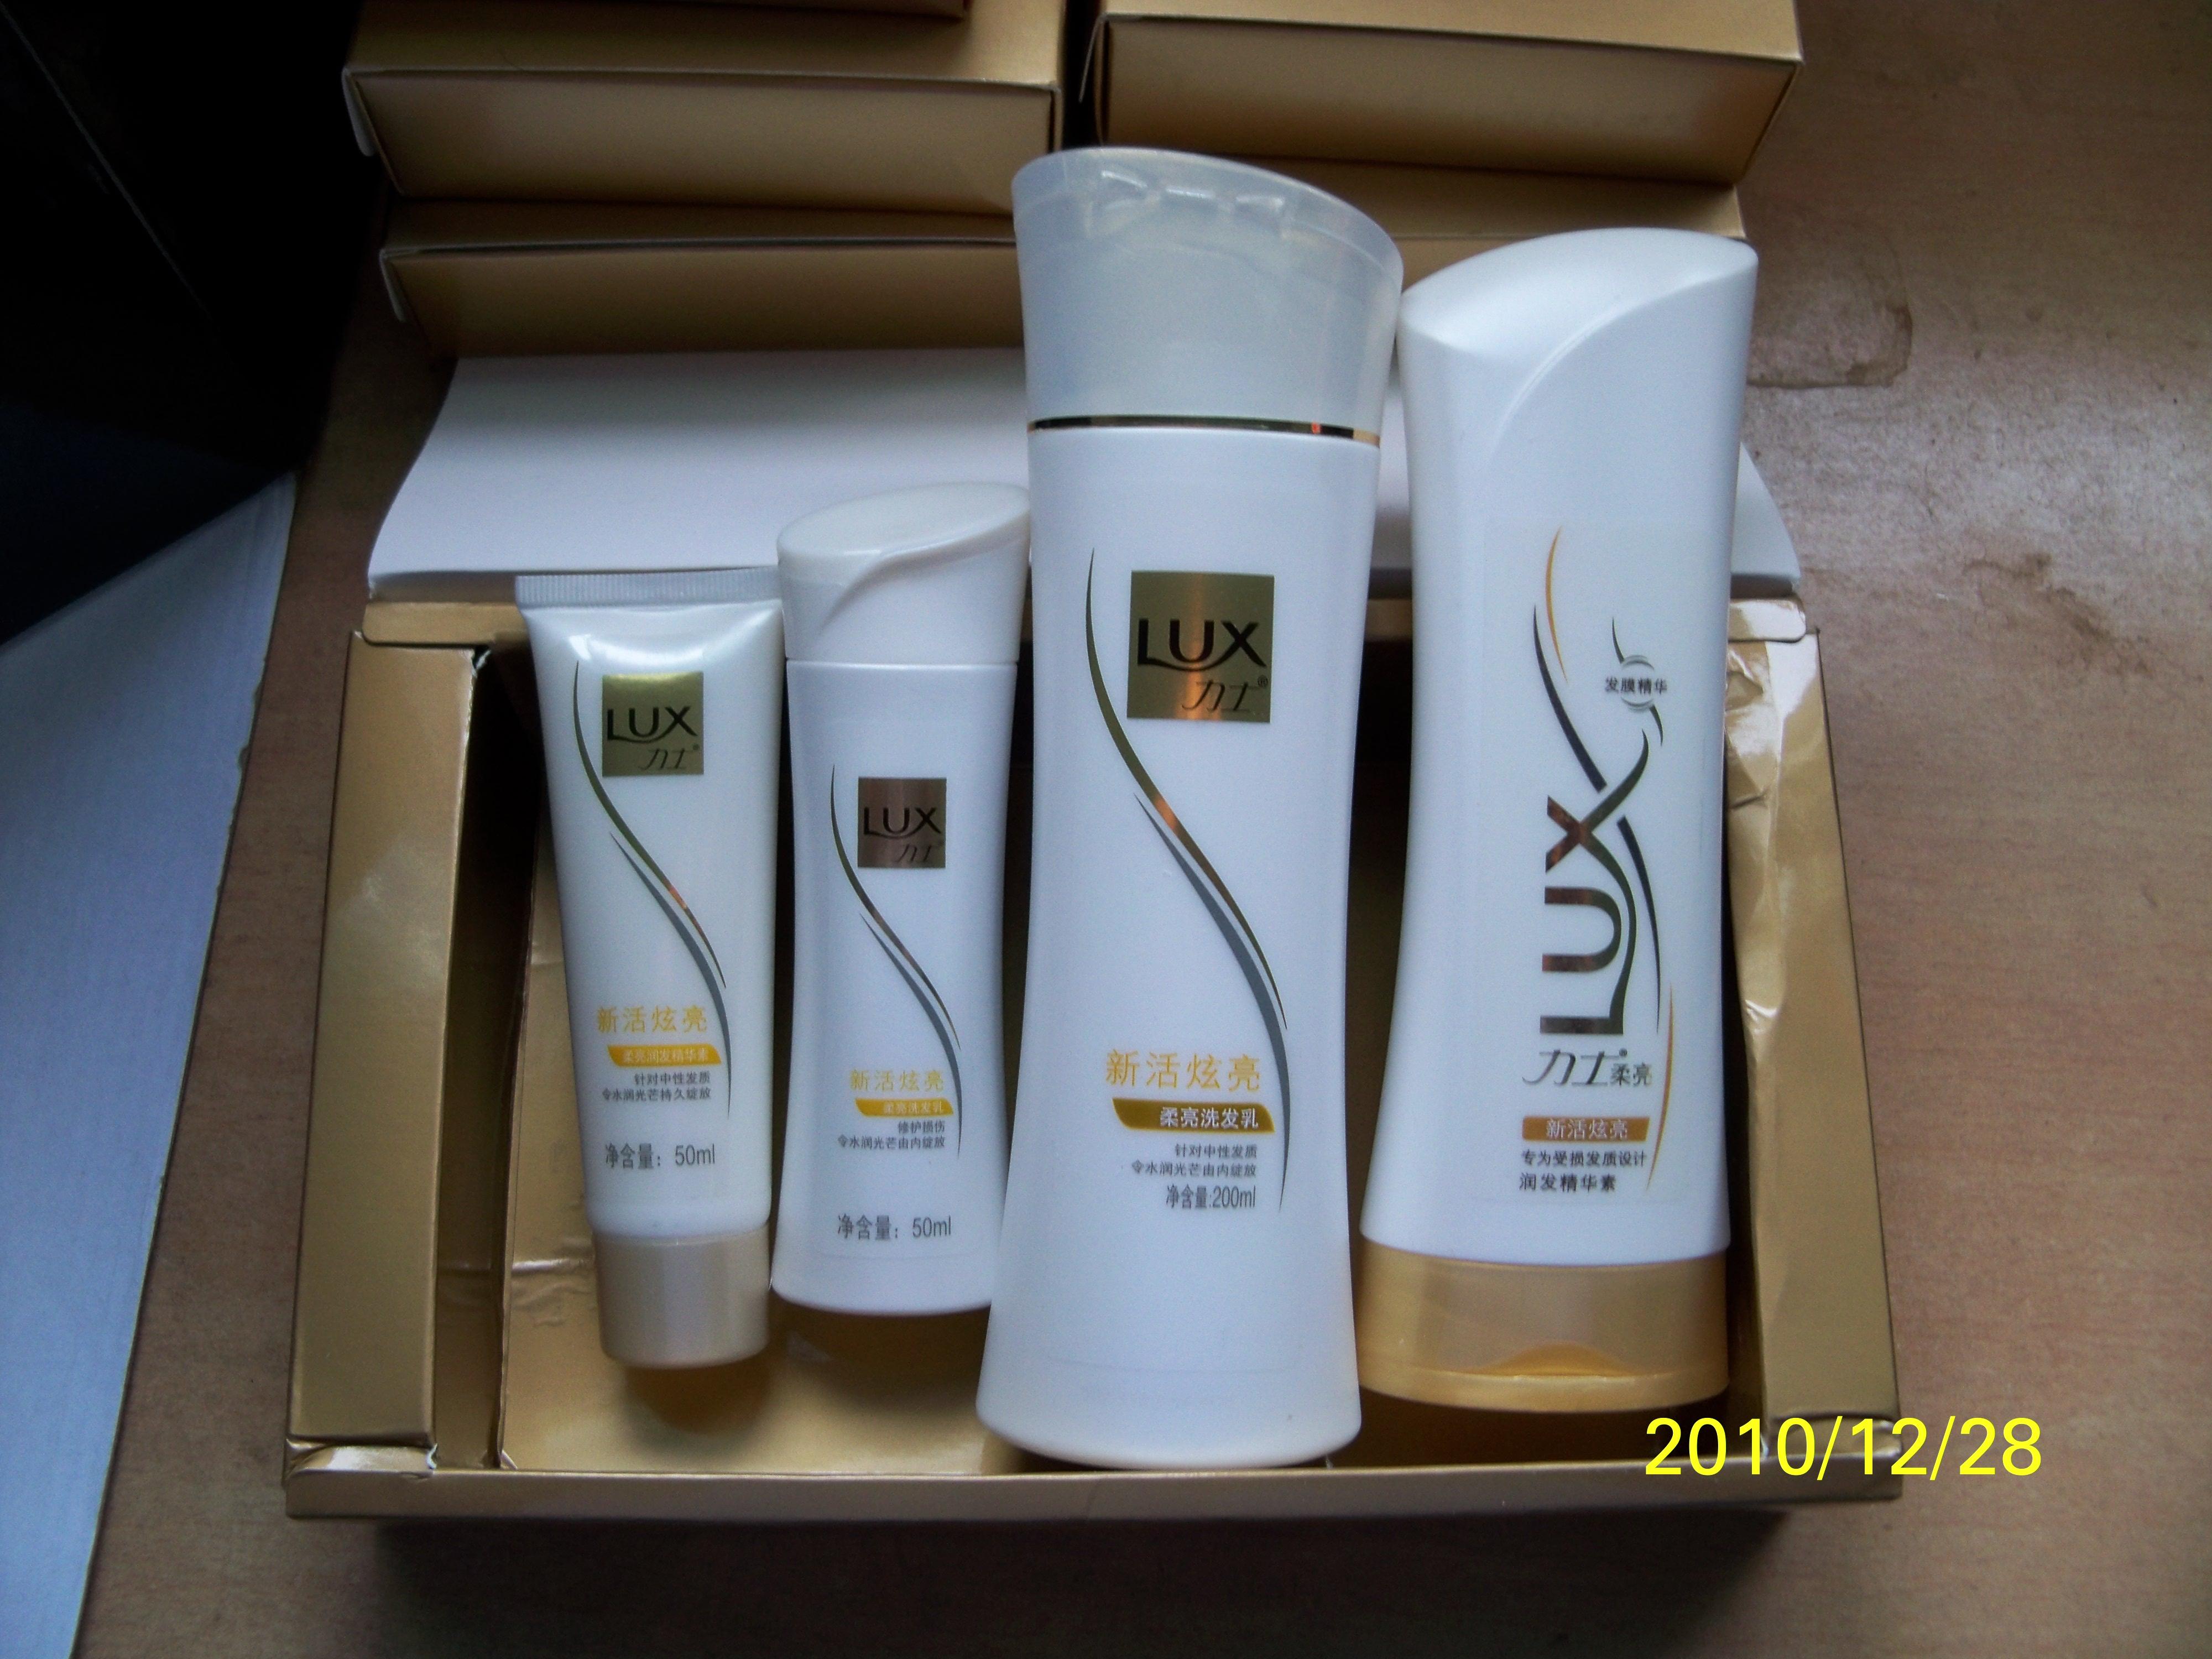 LUX
力士®
新活炫亮
柔亮润发精华素
针对中性发质
令水润光芒持久绽放
净含量：50ml
LUX
力士®
新活炫亮
柔亮洗发乳
修护损伤
令水润光芒由内绽放
净含量：50ml
LUX
力士®
新活炫亮
柔亮洗发乳
针对中性发质
令水润光芒由内绽放
净含量:200ml
发膜精华
LUX
力士®柔亮
新活炫亮
专为受损发质设计
润发精华素
2010/12/28